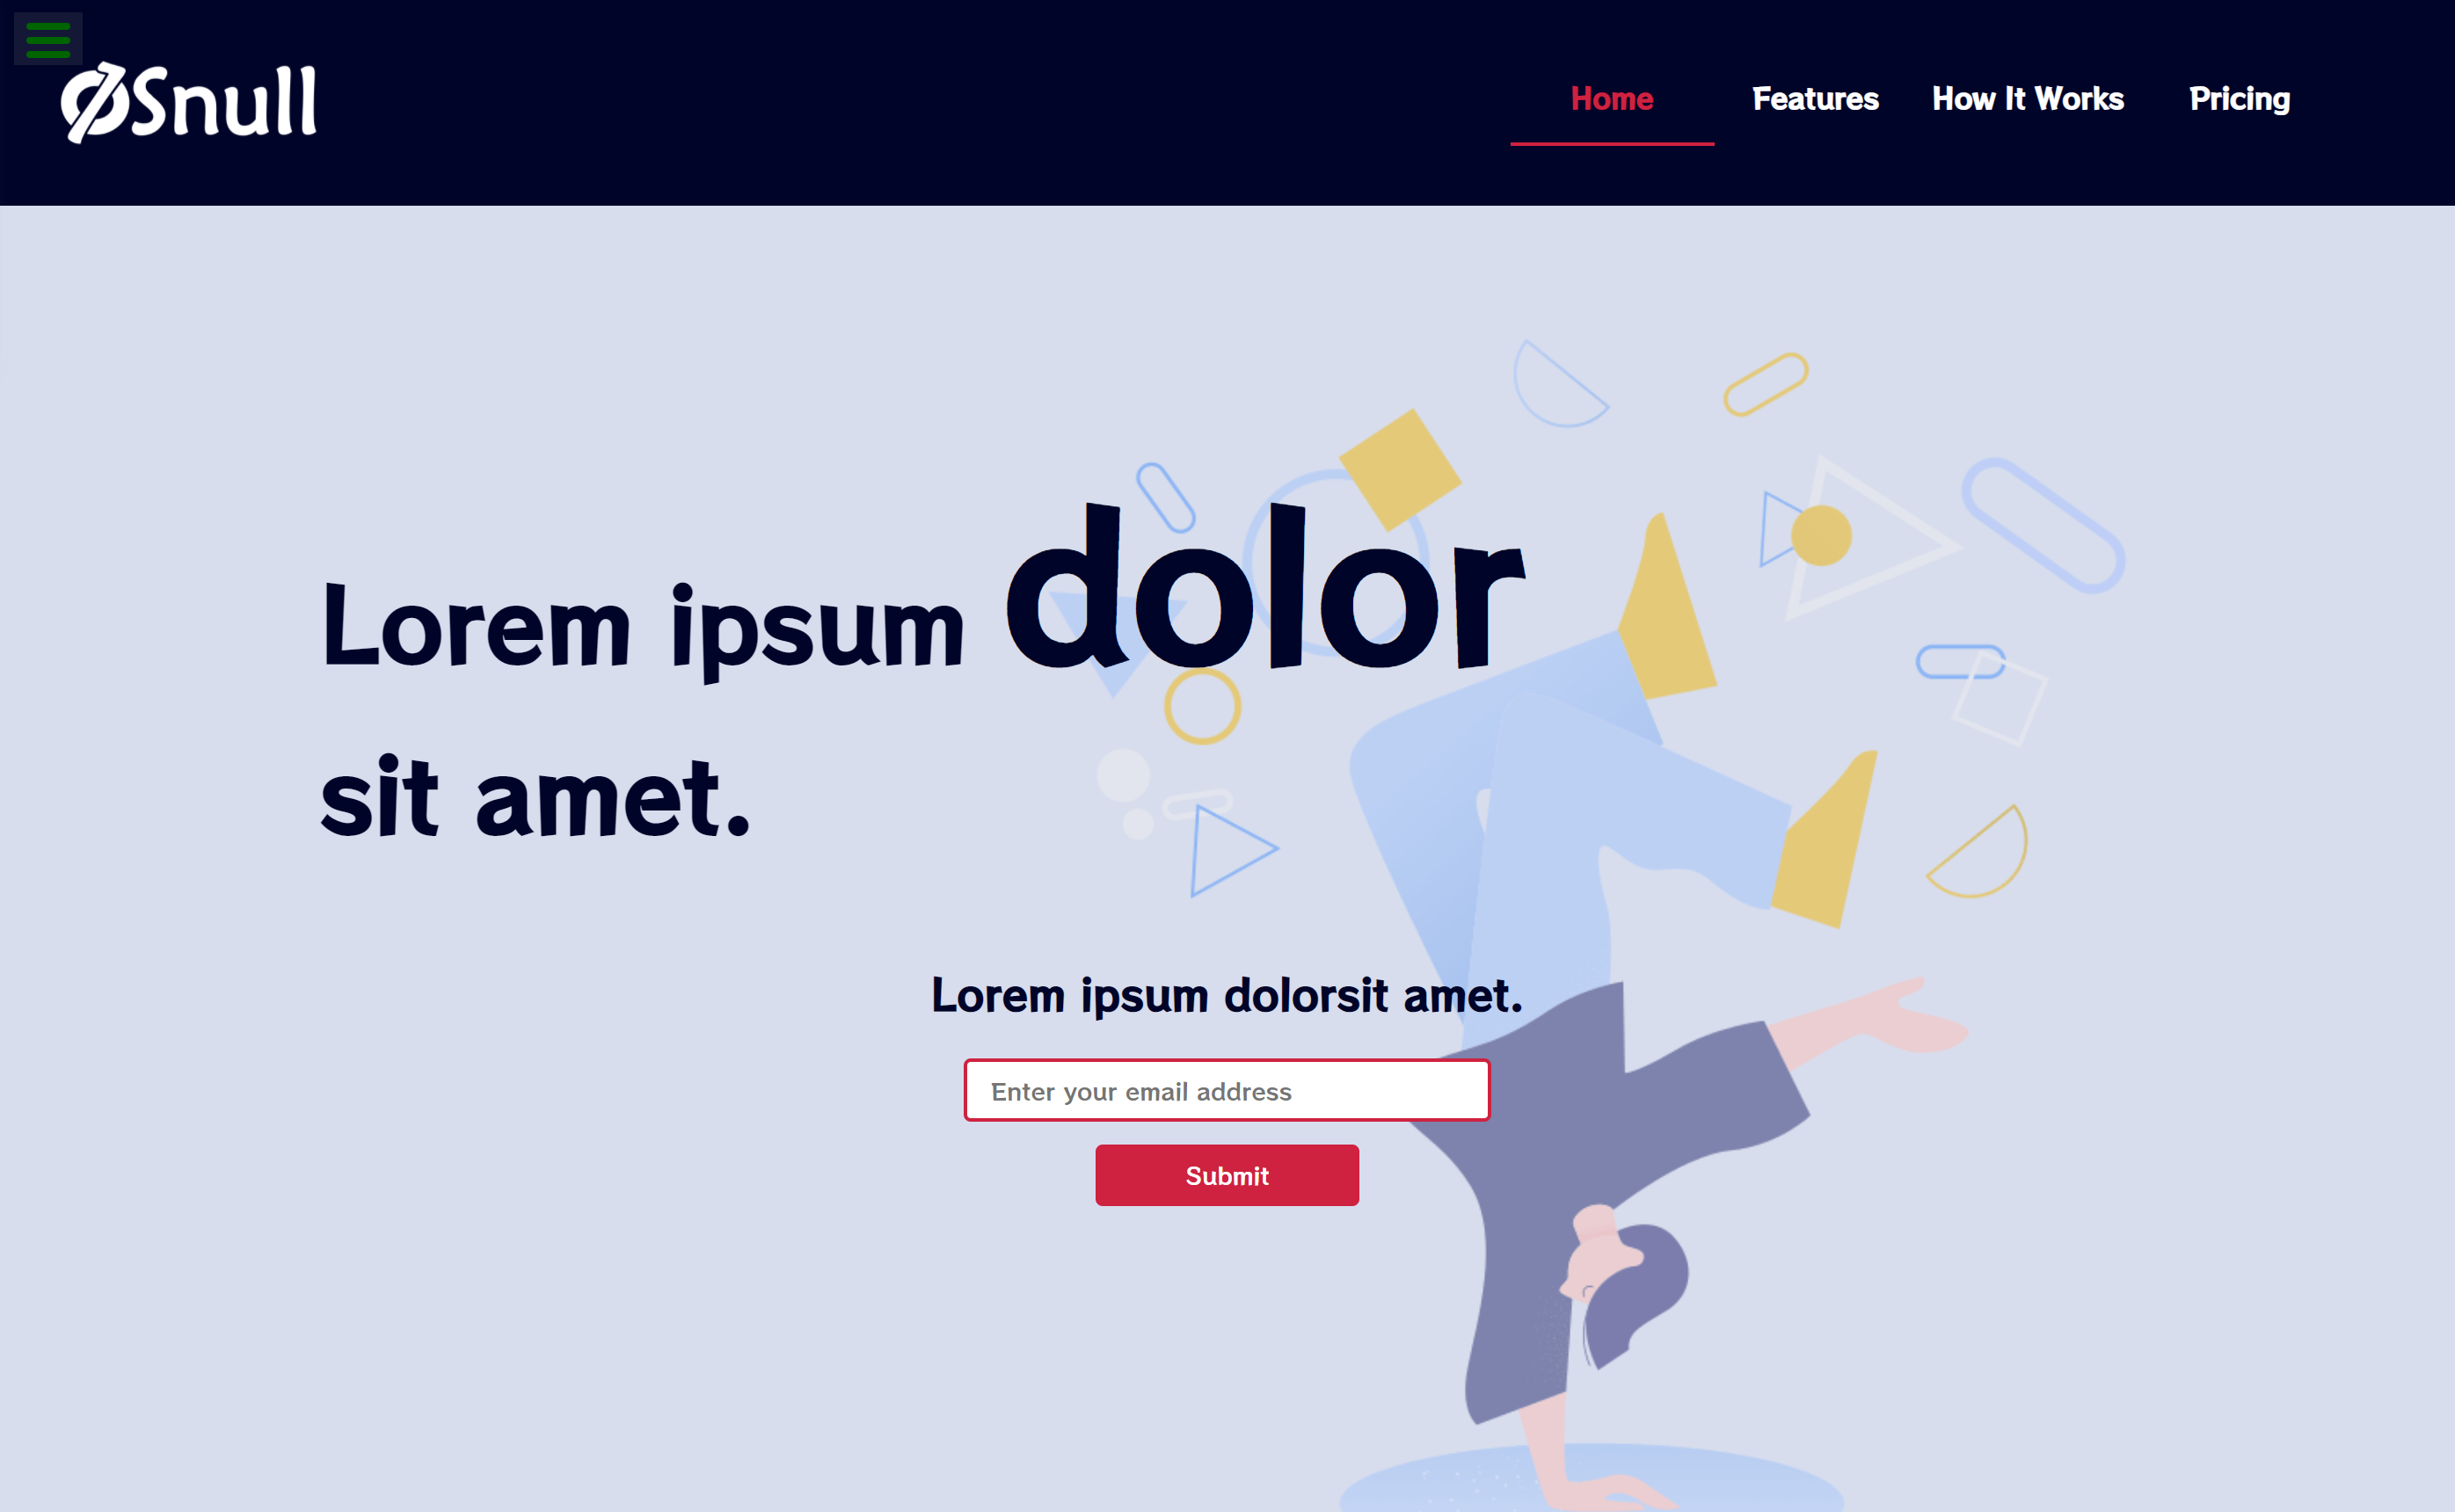 Snull
Home Features How It Works Pricing
Lorem ipsum dolor
sit amet.
Lorem ipsum dolorsit amet.
Enter your email address
Submit